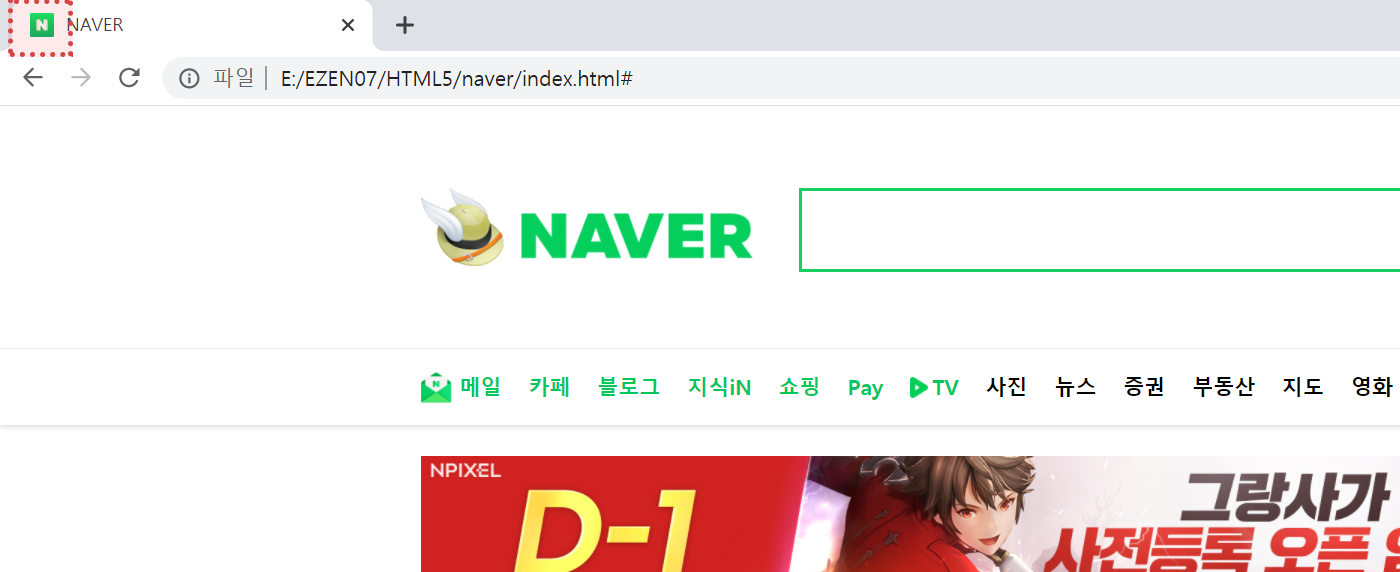 N NAVER
파일 E:/EZEN07/HTML5/naver/index.html#
NAVER
N 메일 카페 블로그 지식iN 쇼핑 Pay TV 사진 뉴스 증권 부동산 지도 영화
NPIXEL
D-1
그랑사가
사전등록 오픈